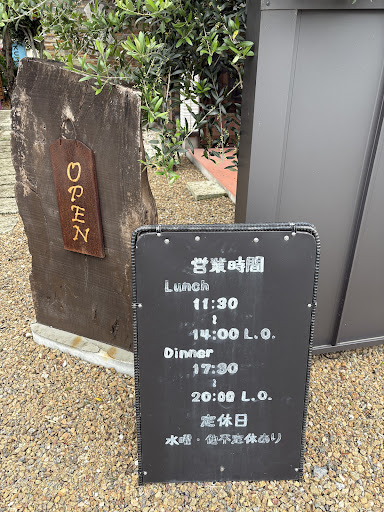 OPEN
営業時間
Lunch
11:30
~
14:00 L.O.
Dinner
17:30
~
20:00 L.O.
定休日
水曜・他不定休あり